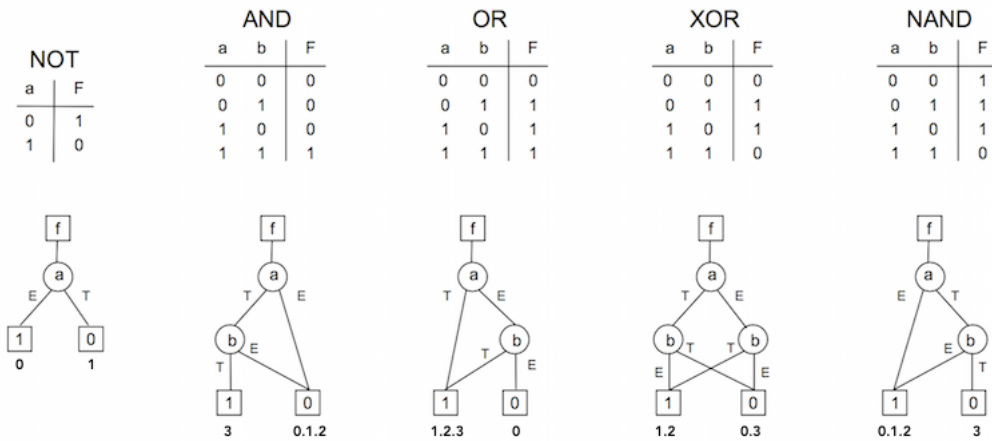 NOT
a F
0 1
1 0
AND
a b F
0 0 0
0 1 0
1 0 0
1 1 1
OR
a b F
0 0 0
0 1 1
1 0 1
1 1 1
XOR
a b F
0 0 0
0 1 1
1 0 1
1 1 0
NAND
a b F
0 0 1
0 1 1
1 0 1
1 1 0
f
a
E T
1 0
0 1
f
a
T E
b
E
T
1 0
3 0.1.2
f
a
T E
b
T
E
1 0
1.2.3 0
f
a
T E
b b
T T
E E
1 0
1.2 0.3
f
a
E T
b
E
T
1 0
0.1.2 3